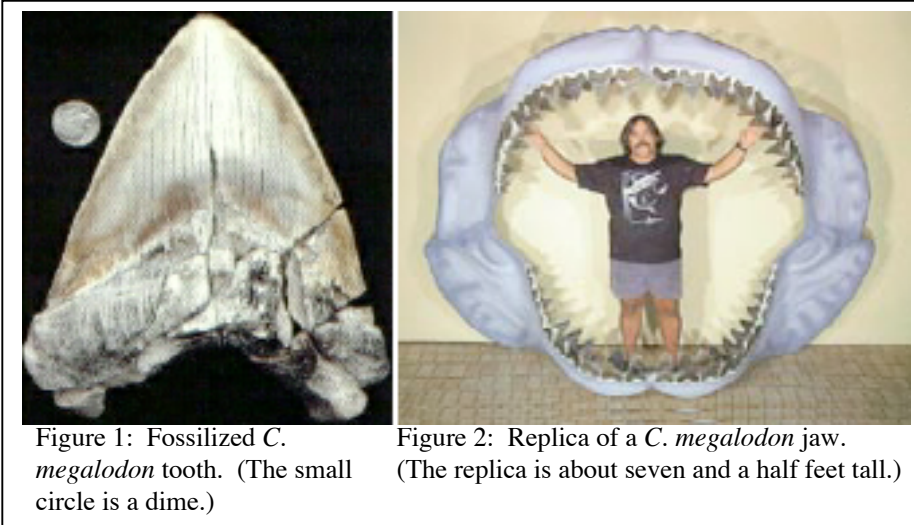 Figure 1:  Fossilized C.
megalodon tooth.  (The small
circle is a dime.)
Figure 2:  Replica of a C. megalodon jaw.
(The replica is about seven and a half feet tall.)